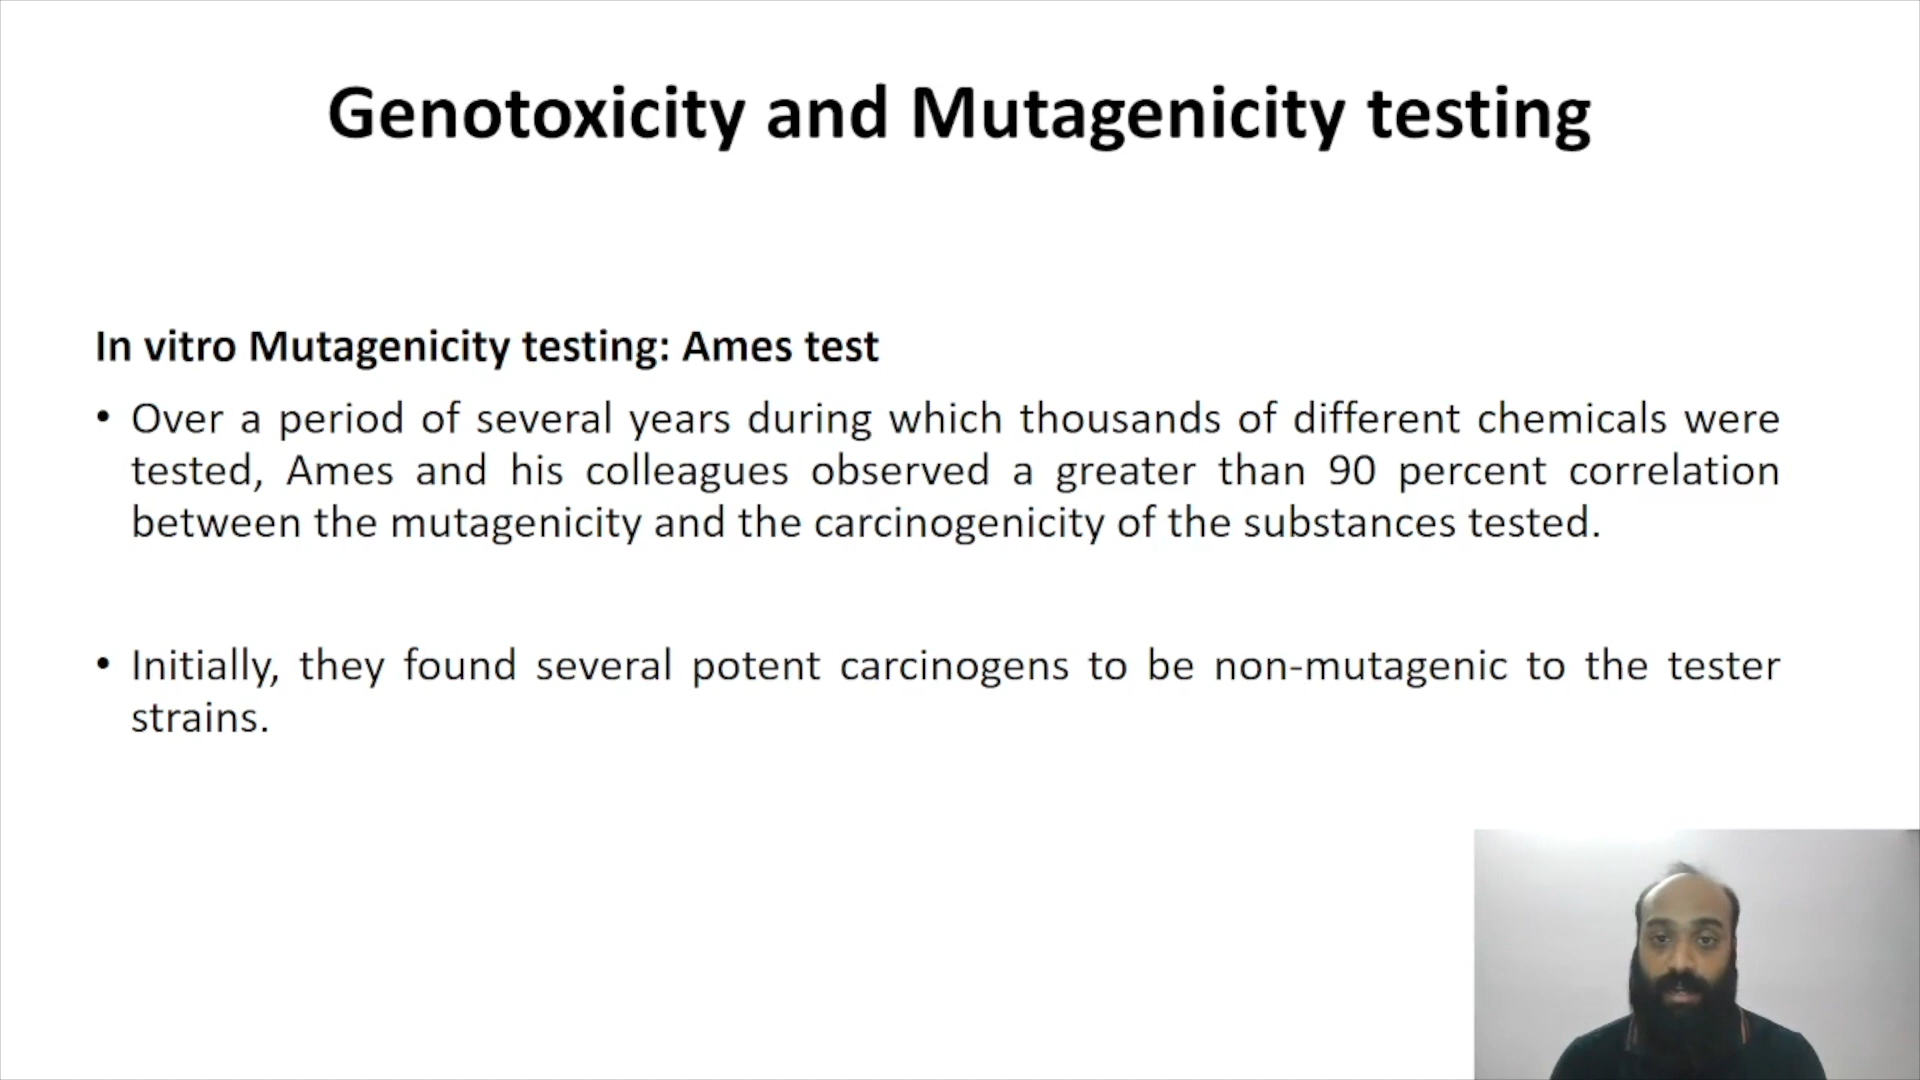 Genotoxicity and Mutagenicity testing
In vitro Mutagenicity testing: Ames test
• Over a period of several years during which thousands of different chemicals were
tested, Ames and his colleagues observed a greater than 90 percent correlation
between the mutagenicity and the carcinogenicity of the substances tested.
• Initially, they found several potent carcinogens to be non-mutagenic to the tester
strains.